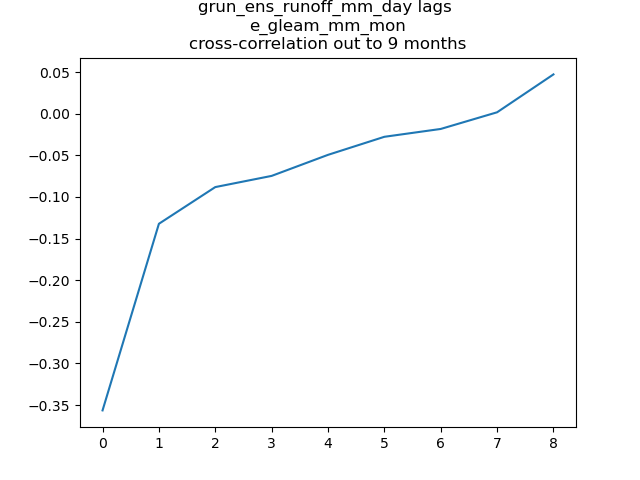 grun_ens_runoff_mm_day lags
e_gleam_mm_mon
cross-correlation out to 9 months
0.05
0.00
−0.05
−0.10
−0.15
−0.20
−0.25
−0.30
−0.35
0 1 2 3 4 5 6 7 8